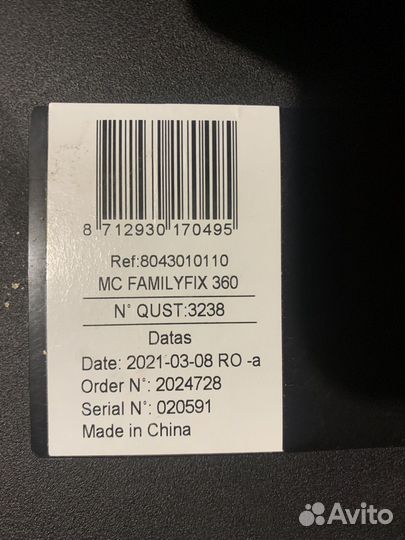 8 712930 170495
Ref:8043010110
MC FAMILYFIX 360
N° QUST:3238
Datas
Date: 2021-03-08 RO -a
Order N°: 2024728
Serial N°: 020591
Made in China
Avito